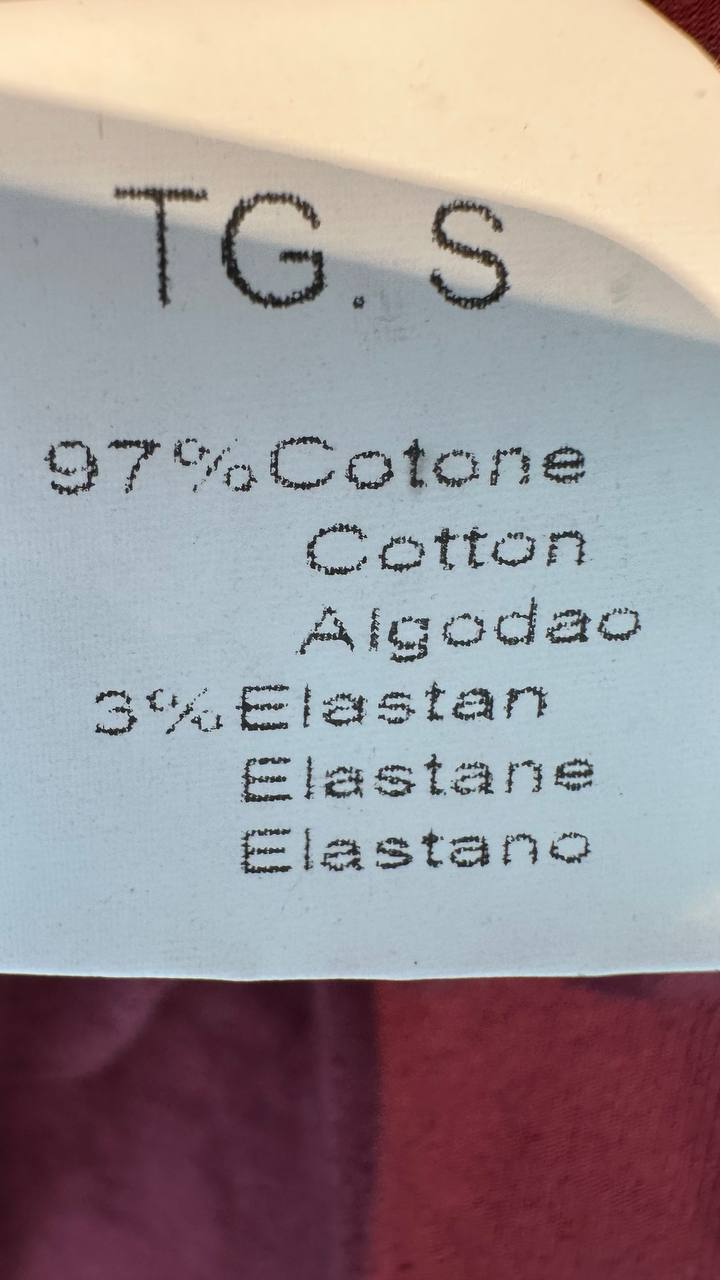 TG. S
97%Cotone
Cotton
Algodao
3%Elastan
Elastane
Elastano